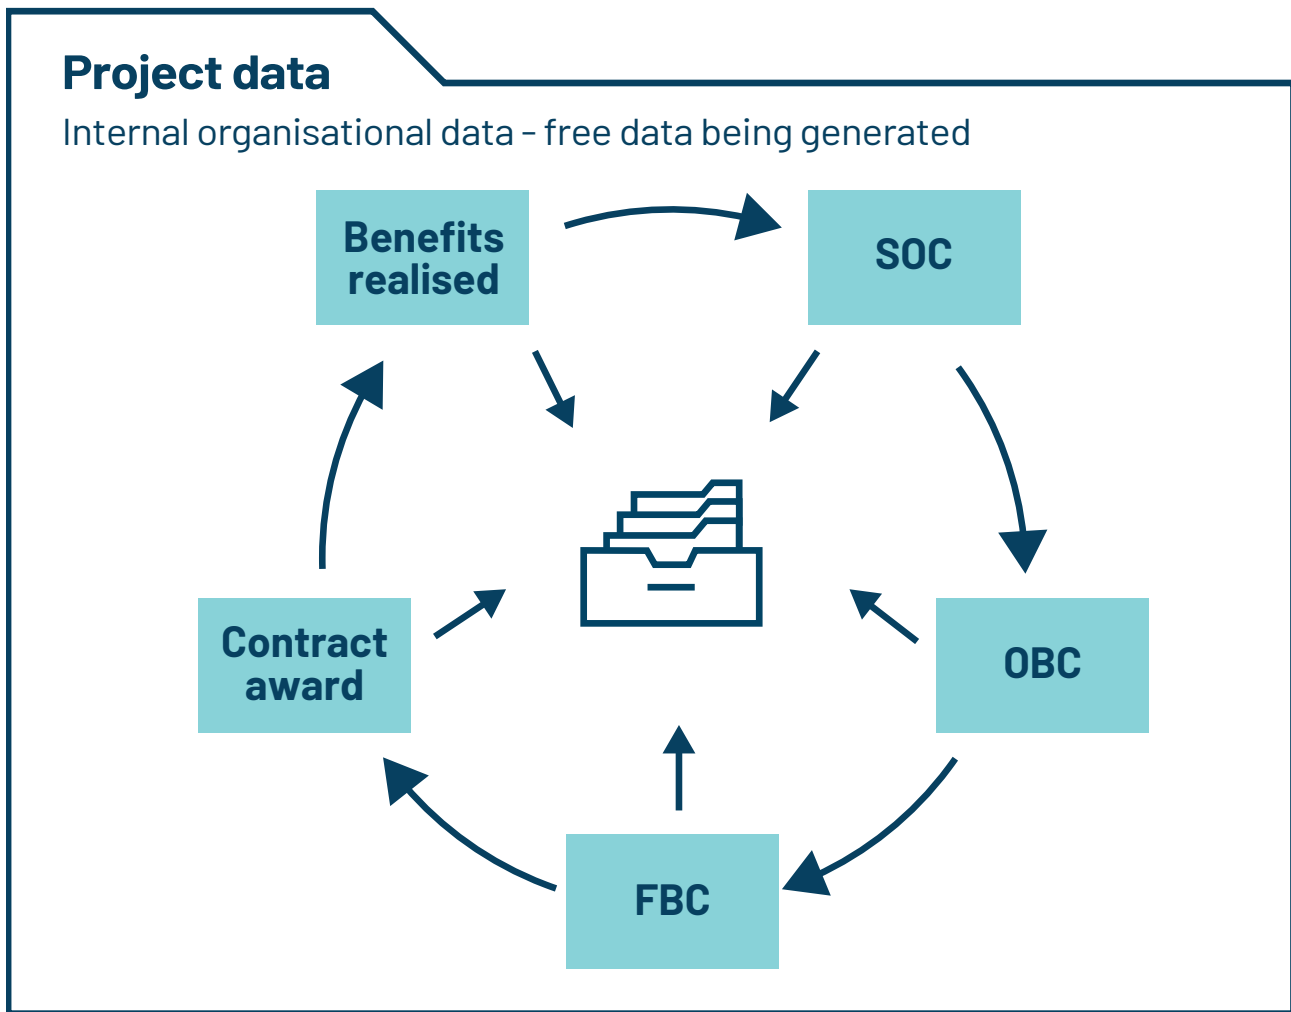 Project data
Internal organisational data - free data being generated
Benefits
realised
SOC
Contract
award
OBC
FBC